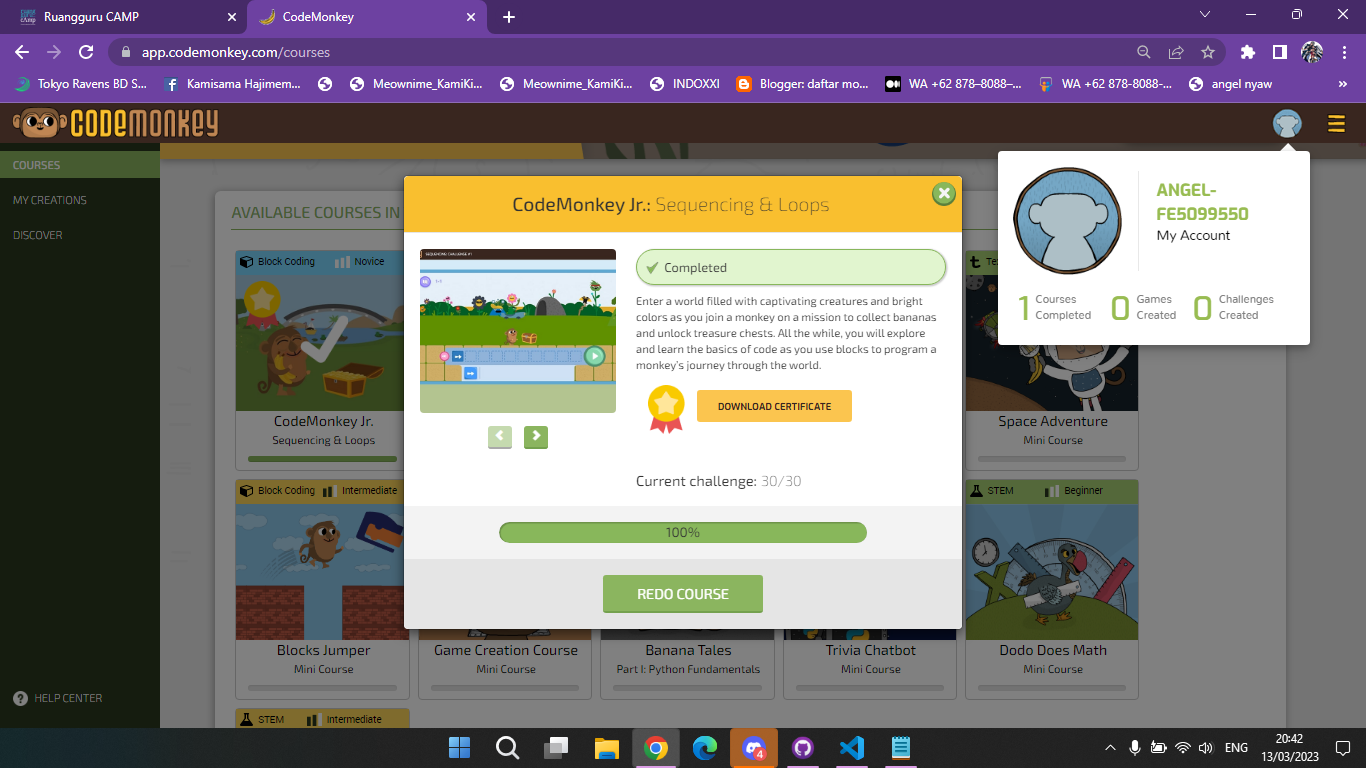 Ruangguru CAMP
CodeMonkey
app.codemonkey.com/courses
Tokyo Ravens BD S...
Kamisama Hajimem...
Meownime_KamiKi...
Meownime_KamiKi...
INDOXXI
Blogger: daftar mo...
WA +62 878–8088–...
WA +62 878-8088-...
angel nyaw
»
CODEMONKEY
COURSES
MY CREATIONS
DISCOVER
HELP CENTER
ANGEL-
FE5099550
My Account
1 Courses Completed
0 Games Created
0 Challenges Created
AVAILABLE COURSES IN
CodeMonkey Jr.: Sequencing & Loops
SEQUENCING CHALLENGE #1
Completed
Enter a world filled with captivating creatures and bright
colors as you join a monkey on a mission to collect bananas
and unlock treasure chests. All the while, you will explore
and learn the basics of code as you use blocks to program a
monkey's journey through the world.
DOWNLOAD CERTIFICATE
Current challenge: 30/30
100%
REDO COURSE
Block Coding Novice
CodeMonkey Jr.
Sequencing & Loops
Space Adventure
Mini Course
Block Coding Intermediate
Blocks Jumper
Mini Course
Game Creation Course
Mini Course
Banana Tales
Part I: Python Fundamentals
Trivia Chatbot
Mini Course
STEM Beginner
Dodo Does Math
Mini Course
STEM Intermediate
4
ENG
20:42
13/03/2023